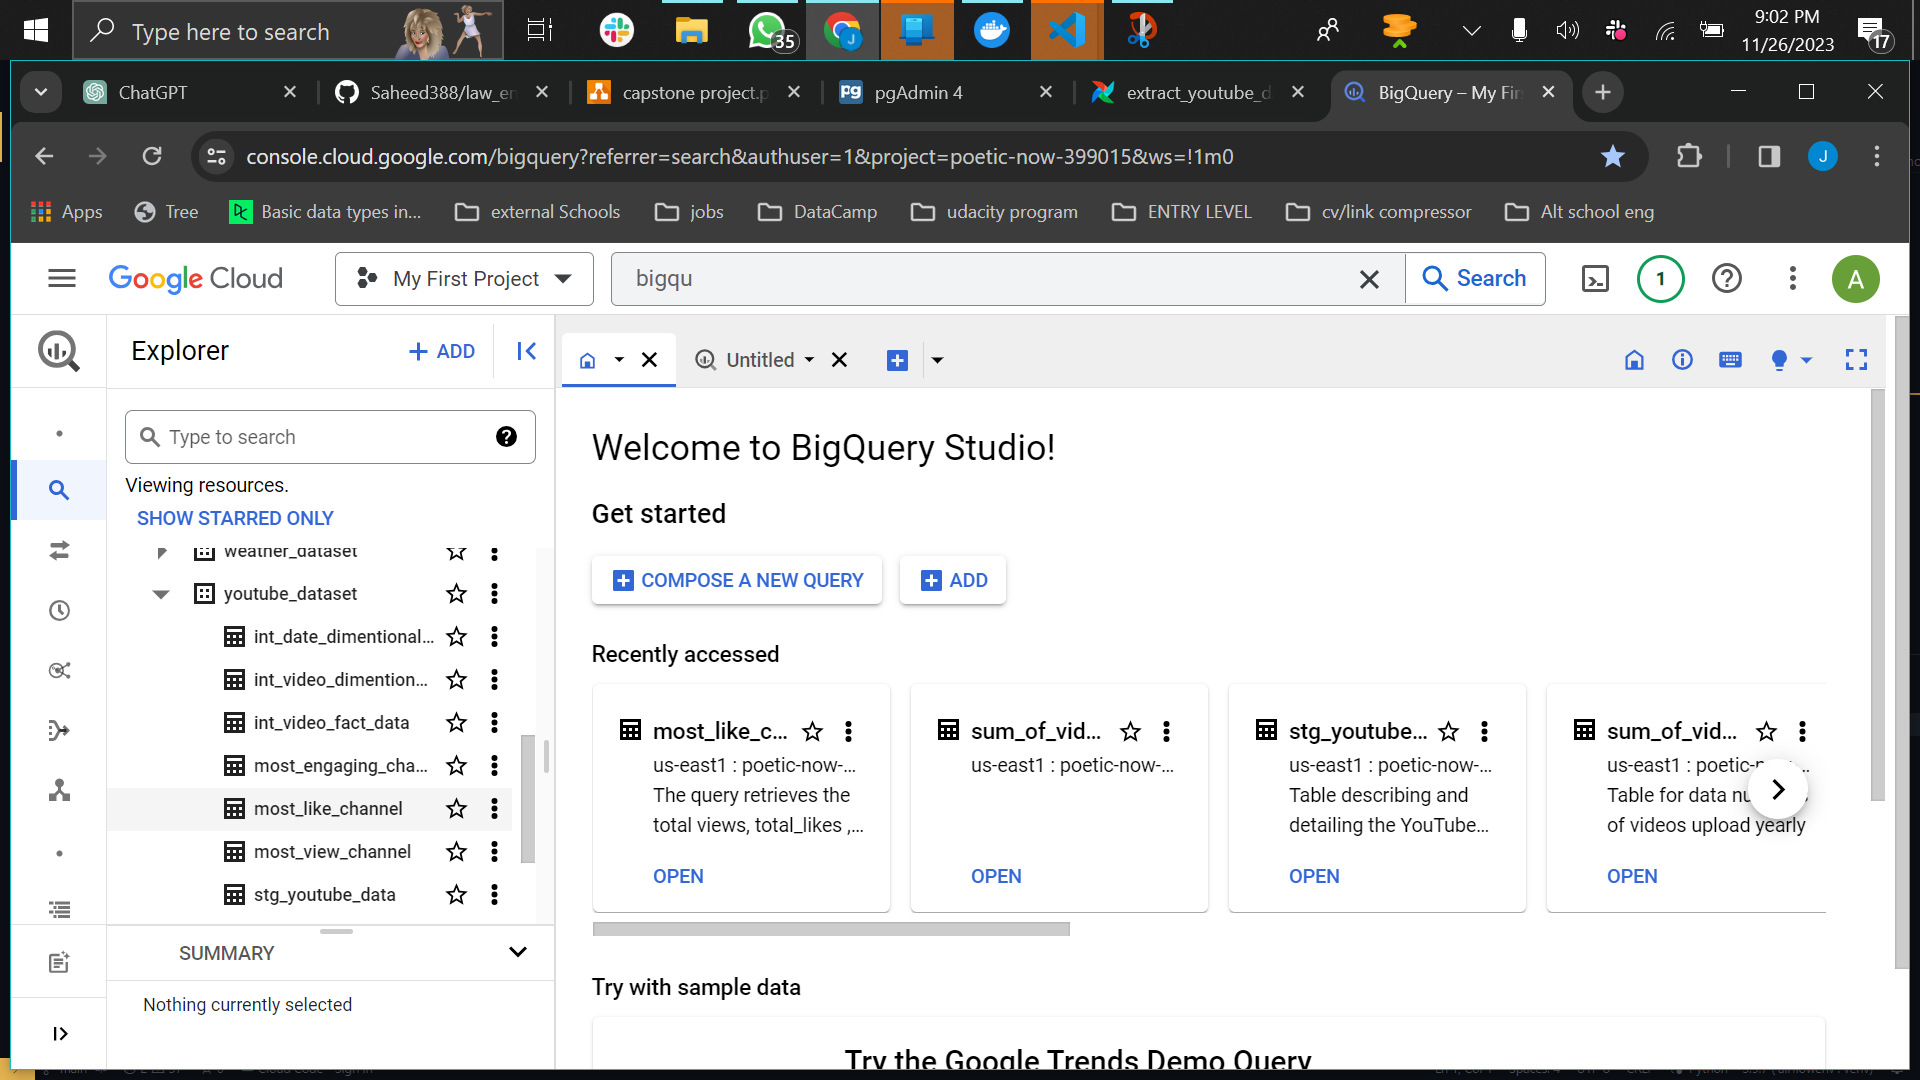 Type here to search
35
9:02 PM
11/26/2023
17
ChatGPT
Saheed388/law_en
capstone project.p
pgAdmin 4
extract_youtube_d
BigQuery – My Fir
console.cloud.google.com/bigquery?referrer=search&authuser=1&project=poetic-now-399015&ws=!1m0
J
Apps
Tree
Basic data types in...
external Schools
jobs
DataCamp
udacity program
ENTRY LEVEL
cv/link compressor
Alt school eng
Google Cloud
My First Project
bigqu
Search
1
A
Explorer
+ ADD
Untitled
Type to search
Viewing resources.
SHOW STARRED ONLY
weather_dataset
youtube_dataset
int_date_dimentional...
int_video_dimention...
int_video_fact_data
most_engaging_cha...
most_like_channel
most_view_channel
stg_youtube_data
SUMMARY
Nothing currently selected
Welcome to BigQuery Studio!
Get started
COMPOSE A NEW QUERY
ADD
Recently accessed
most_like_c...
us-east1 : poetic-now-...
The query retrieves the
total views, total_likes ,...
OPEN
sum_of_vid...
us-east1 : poetic-now-...
OPEN
stg_youtube...
us-east1 : poetic-now-...
Table describing and
detailing the YouTube...
OPEN
sum_of_vid...
us-east1 : poetic-
Table for data
of videos upload yearly
OPEN
Try with sample data
Try the Google Trends Demo Query